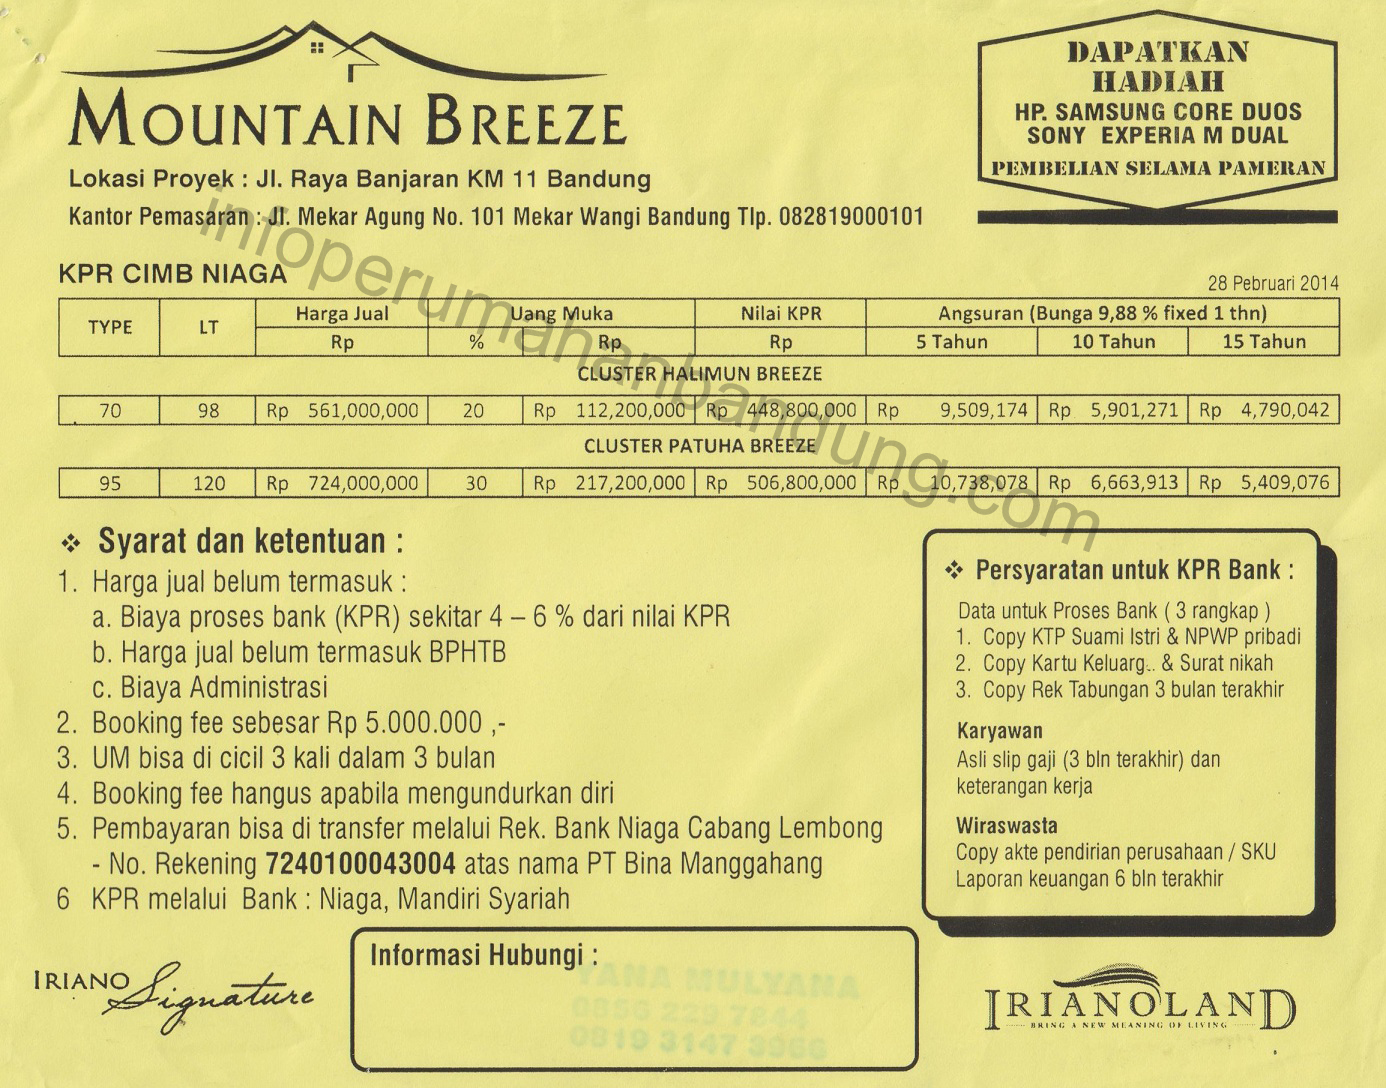 MOUNTAIN BREEZE
Lokasi Proyek : Jl. Raya Banjaran KM 11 Bandung
Kantor Pemasaran : Jl. Mekar Agung No. 101 Mekar Wangi Bandung Tlp. 082819000101
DAPATKAN
HADIAH
HP. SAMSUNG CORE DUOS
SONY EXPERIA M DUAL
PEMBELIAN SELAMA PAMERAN
infoperumahanbandung.com
KPR CIMB NIAGA
28 Pebruari 2014
TYPE LT Harga Jual Uang Muka Nilai KPR Angsuran (Bunga 9,88 % fixed 1 thn)
Rp % Rp Rp 5 Tahun 10 Tahun 15 Tahun
CLUSTER HALIMUN BREEZE
70 98 Rp 561,000,000 20 Rp 112,200,000 Rp 448,800,000 Rp 9,509,174 Rp 5,901,271 Rp 4,790,042
CLUSTER PATUHA BREEZE
95 120 Rp 724,000,000 30 Rp 217,200,000 Rp 506,800,000 Rp 10,738,078 Rp 6,663,913 Rp 5,409,076
❖ Syarat dan ketentuan :
1. Harga jual belum termasuk :
a. Biaya proses bank (KPR) sekitar 4 – 6 % dari nilai KPR
b. Harga jual belum termasuk BPHTB
c. Biaya Administrasi
2. Booking fee sebesar Rp 5.000.000 ,-
3. UM bisa di cicil 3 kali dalam 3 bulan
4. Booking fee hangus apabila mengundurkan diri
5. Pembayaran bisa di transfer melalui Rek. Bank Niaga Cabang Lembong
- No. Rekening 7240100043004 atas nama PT Bina Manggahang
6 KPR melalui Bank : Niaga, Mandiri Syariah
❖ Persyaratan untuk KPR Bank :
Data untuk Proses Bank ( 3 rangkap )
1. Copy KTP Suami Istri & NPWP pribadi
2. Copy Kartu Keluarg.. & Surat nikah
3. Copy Rek Tabungan 3 bulan terakhir
Karyawan
Asli slip gaji (3 bln terakhir) dan
keterangan kerja
Wiraswasta
Copy akte pendirian perusahaan / SKU
Laporan keuangan 6 bln terakhir
IRIANO Signature
Informasi Hubungi :
YANA MULYANA
0856 229 7844
0819 3147
IRIANOLAND
BRING A NEW MEANING OF LIVING